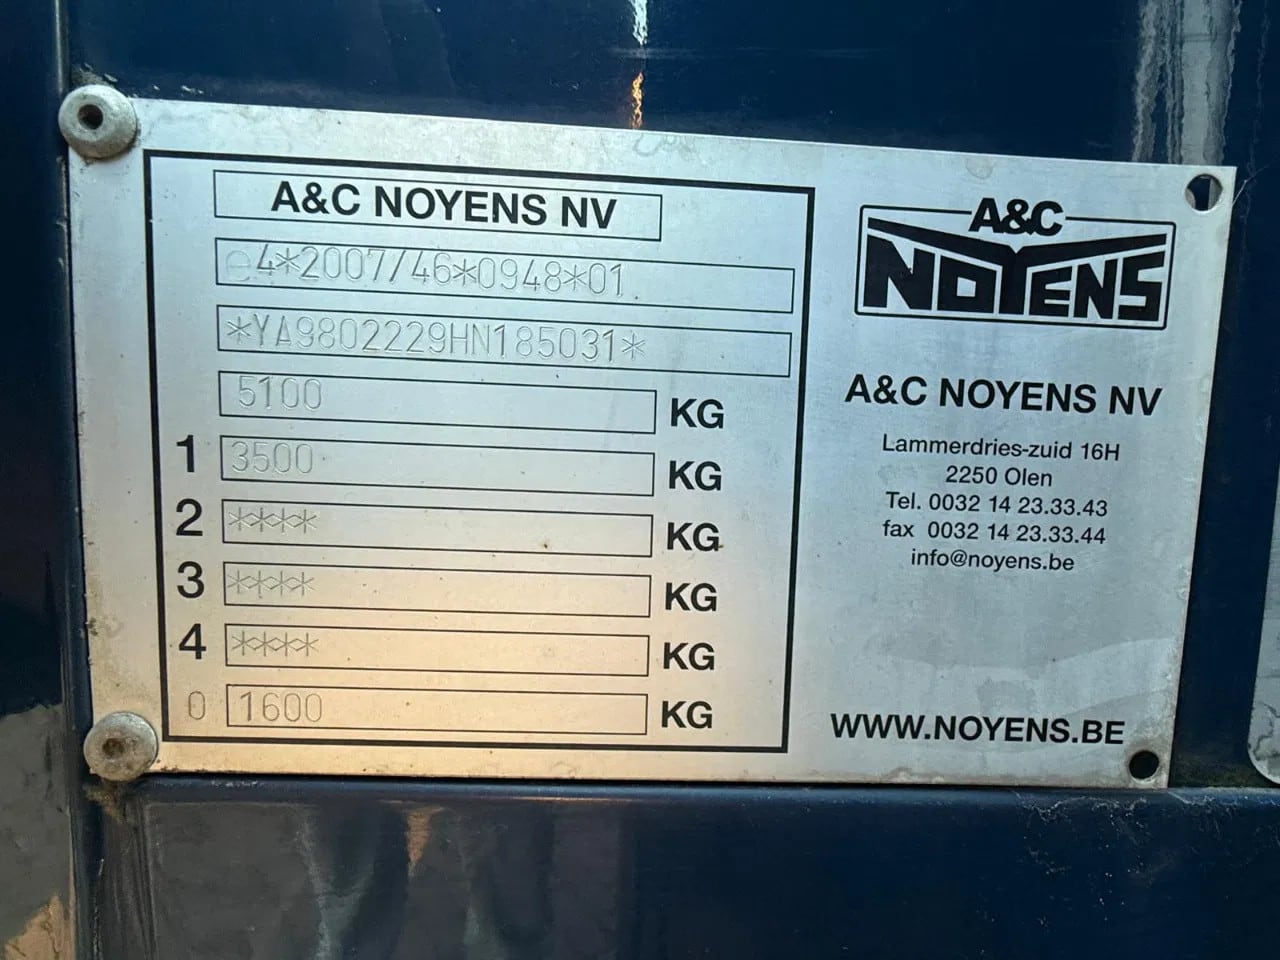 A&C NOYENS NV
e4*2007/46*0948*01
*YA9802229HN185031*
5100 KG
1 3500 KG
2 **** KG
3 **** KG
4 **** KG
0 1600 KG
A&C
NOYENS
A&C NOYENS NV
Lammerdries-zuid 16H
2250 Olen
Tel. 0032 14 23.33.43
fax 0032 14 23.33.44
info@noyens.be
WWW.NOYENS.BE